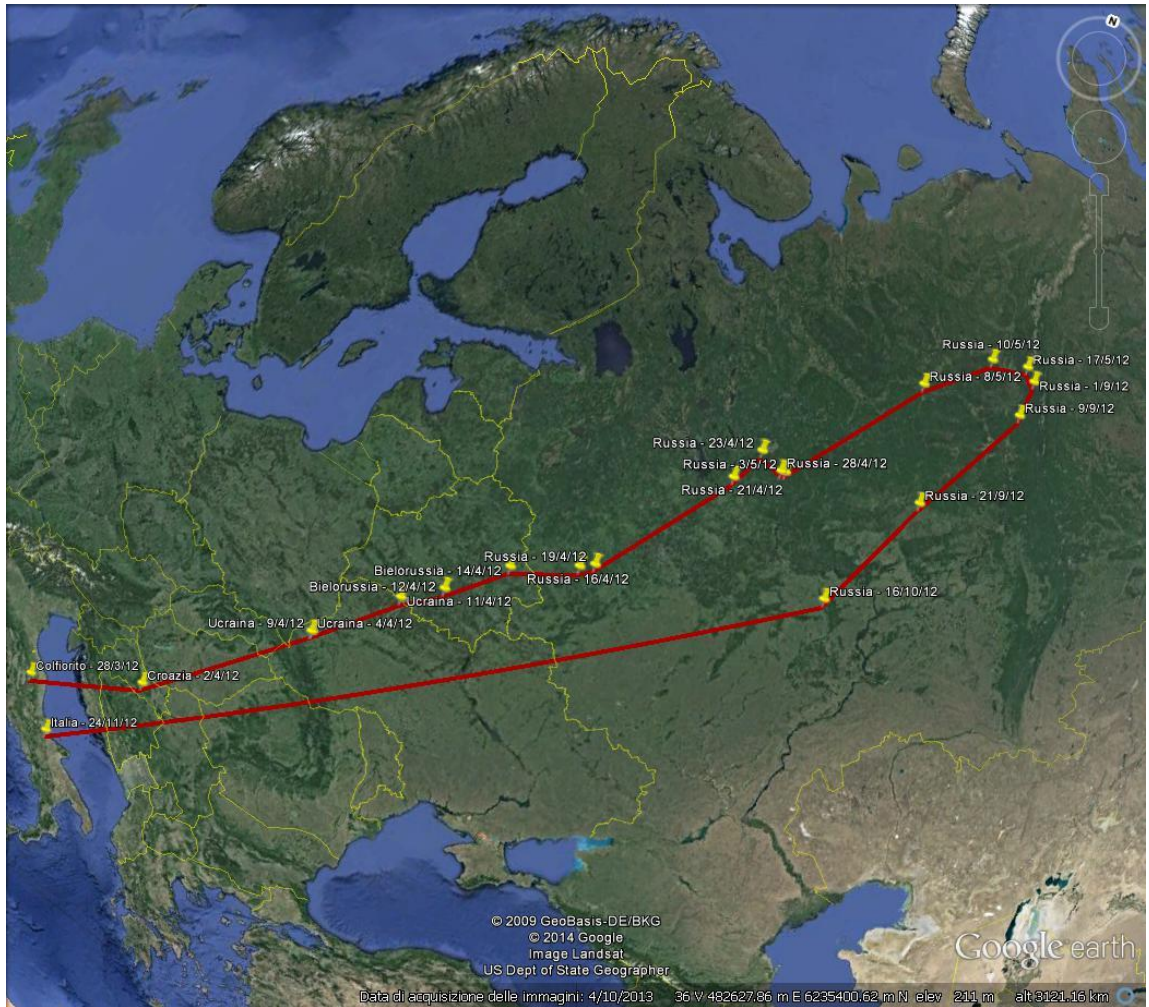 N
Russia - 10/5/12
Russia - 17/5/12
Russia - 8/5/12
Russia - 1/9/12
Russia - 9/9/12
Russia - 23/4/12
Russia - 3/5/12
Russia - 28/4/12
Russia - 21/4/12
Russia - 21/9/12
Russia - 19/4/12
Bielorussia - 14/4/12
Russia - 16/4/12
Bielorussia - 12/4/12
Russia - 16/10/12
Ucraina - 11/4/12
Ucraina - 9/4/12
Ucraina - 4/4/12
Colfiorito - 28/3/12
Croazia - 2/4/12
Italia - 24/11/12
© 2009 GeoBasis-DE/BKG
© 2014 Google
Image Landsat
US Dept of State Geographer
Google earth
Data di acquisizione delle immagini: 4/10/2013 36 V 482627.86 m E 6235400.62 m N elev 211 m alt 3121.16 km